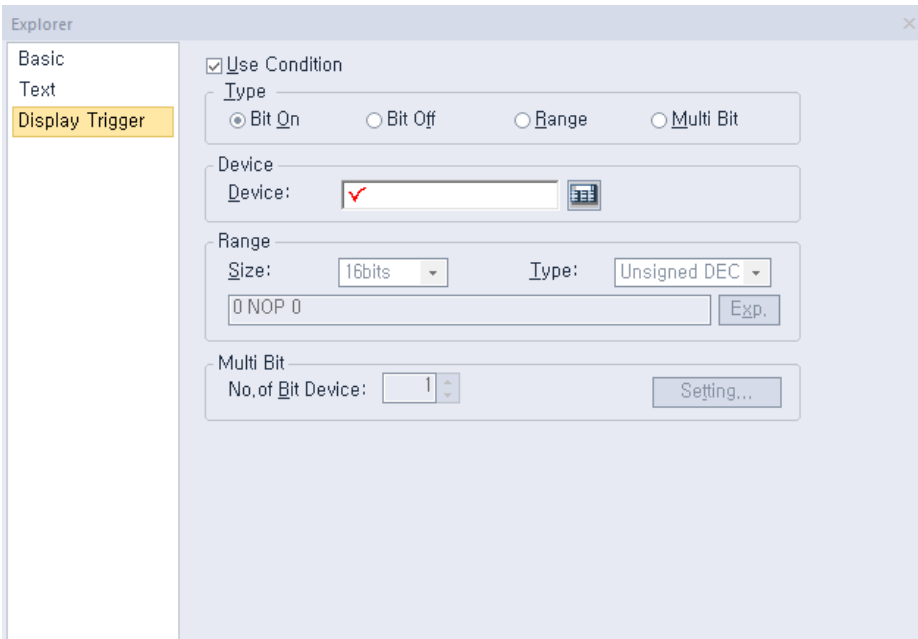 Explorer
Basic
Text
Display Trigger
Use Condition
Type
Bit On Bit Off Range Multi Bit
Device
Device:
Range
Size: 16bits Type: Unsigned DEC
0 NOP 0 Exp.
Multi Bit
No.of Bit Device: 1 Setting...